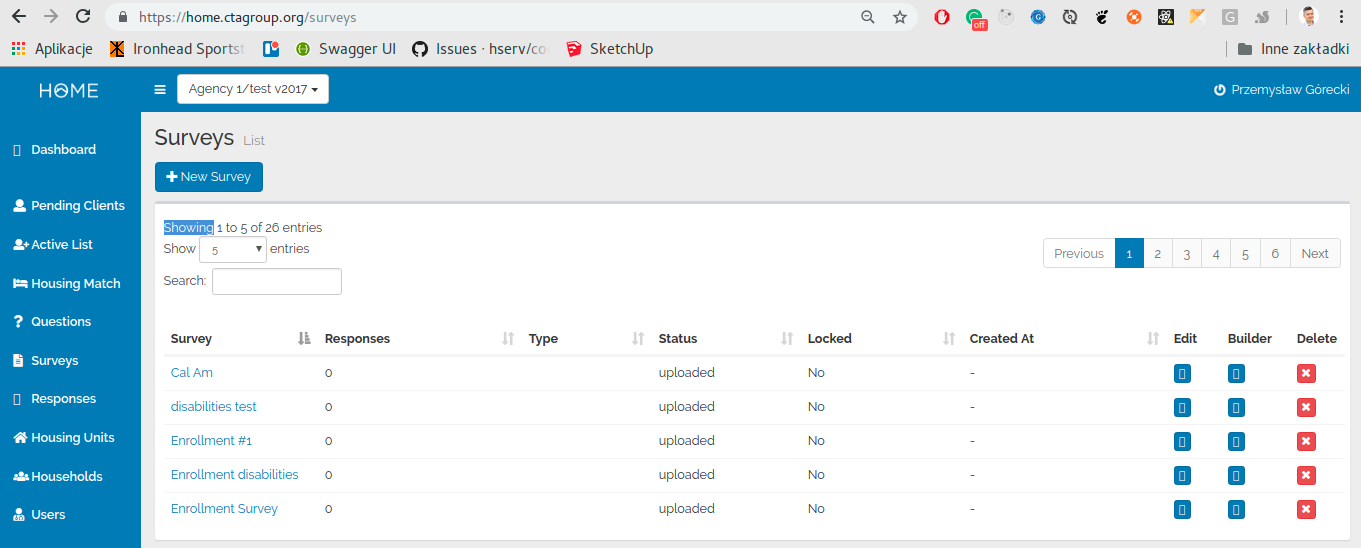 https://home.ctagroup.org/surveys
off
G
Aplikacje
Ironhead Sportst
Swagger UI
Issues · hserv/co
SketchUp
Inne zakładki
HOME
Agency 1/test v2017
Przemysław Górecki
Dashboard
Pending Clients
Active List
Housing Match
Questions
Surveys
Responses
Housing Units
Households
Users
Surveys List
New Survey
Showing 1 to 5 of 26 entries
Show 5 entries
Search:
Previous 1 2 3 4 5 6 Next
Survey Responses Type Status Locked Created At Edit Builder Delete
Cal Am 0 uploaded No -
disabilities test 0 uploaded No -
Enrollment #1 0 uploaded No -
Enrollment disabilities 0 uploaded No -
Enrollment Survey 0 uploaded No -